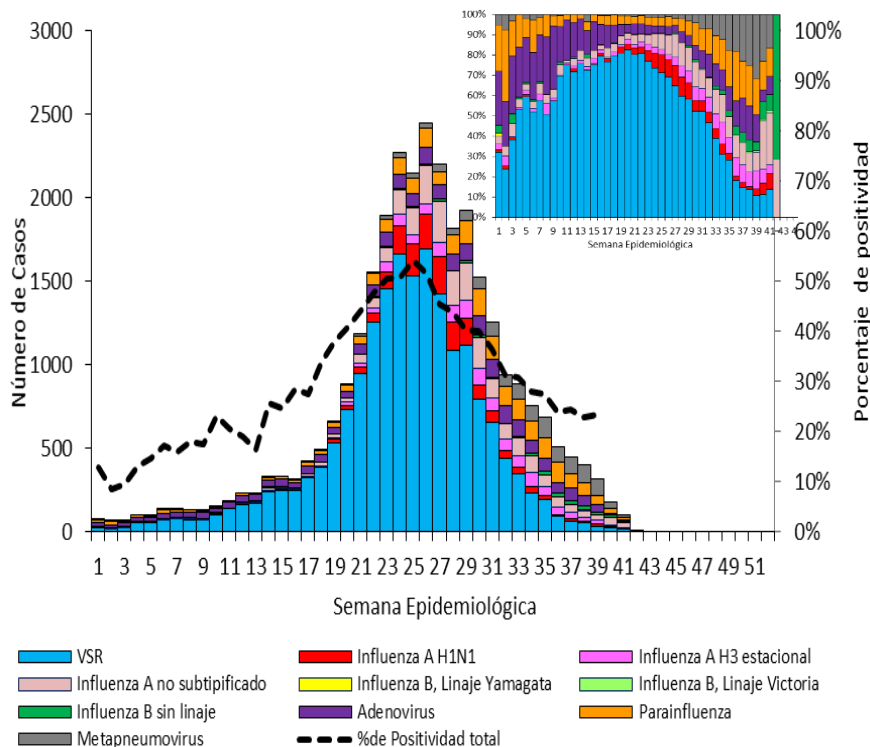 3000
2500
2000
1500
1000
500
0
Número de Casos
100%
90%
80%
70%
60%
50%
40%
30%
20%
10%
0%
Porcentaje de positividad
100%
90%
80%
70%
60%
50%
40%
30%
20%
10%
0%
1 3 5 7 9 11 13 15 17 19 21 23 25 27 29 31 33 35 37 39 41 43 4
Semana Epidemiológica
1 3 5 7 9 11 13 15 17 19 21 23 25 27 29 31 33 35 37 39 41 43 45 47 49 51
Semana Epidemiológica
VSR Influenza A H1N1 Influenza A H3 estacional
Influenza A no subtipificado Influenza B, Linaje Yamagata Influenza B, Linaje Victoria
Influenza B sin linaje Adenovirus Parainfluenza
Metapneumovirus %de Positividad total